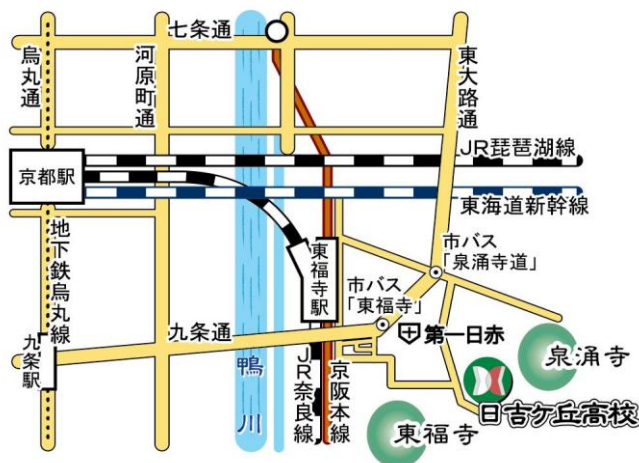 七条通
烏丸通
河原町通
東大路通
JR琵琶湖線
京都駅
東海道新幹線
市バス
「泉涌寺道」
地下鉄烏丸線
東福寺駅
市バス
「東福寺」
九条駅
九条通
第一日赤
泉涌寺
鴨川
JR奈良線
京阪本線
日吉ケ丘高校
東福寺